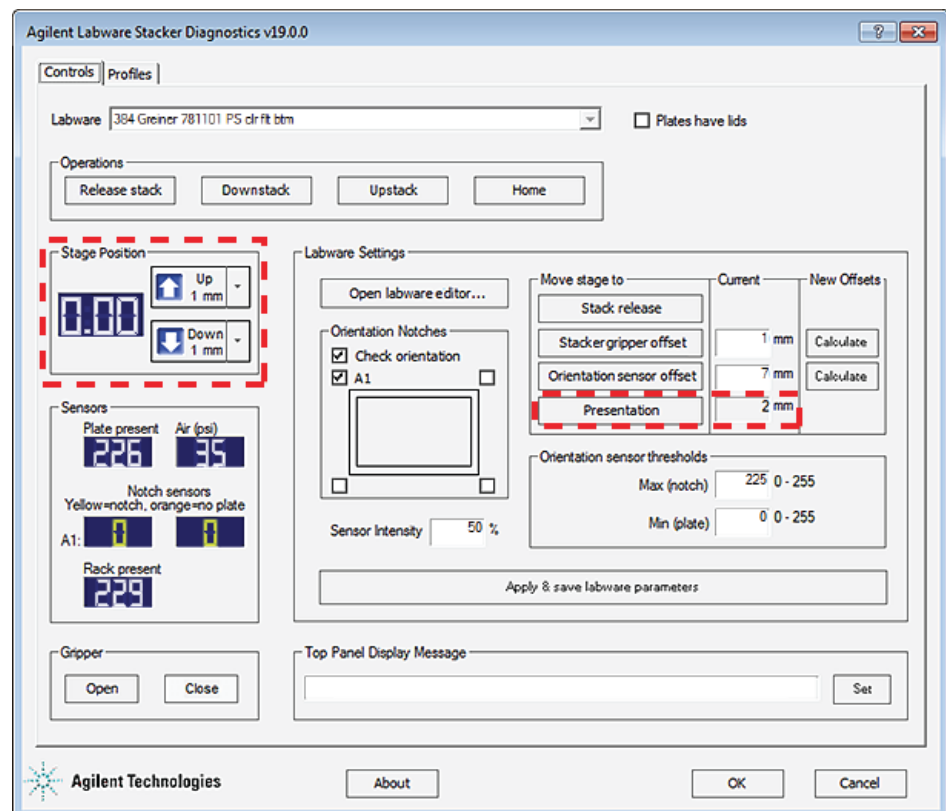 Agilent Labware Stacker Diagnostics v19.0.0
Controls Profiles
Labware 384 Greiner 781101 PS clr flt btm Plates have lids
Operations
Release stack Downstack Upstack Home
Stage Position
0.00
Up
1 mm
Down
1 mm
Labware Settings
Open labware editor...
Orientation Notches
Check orientation
A1
Sensor Intensity 50 %
Move stage to Current New Offsets
Stack release
Stacker gripper offset 1 mm Calculate
Orientation sensor offset 7 mm Calculate
Presentation 2 mm
Orientation sensor thresholds
Max (notch) 225 0 - 255
Min (plate) 0 0 - 255
Apply & save labware parameters
Sensors
Plate present Air (psi)
226 35
Notch sensors
Yellow=notch, orange=no plate
A1: 0 0
Rack present
229
Gripper
Open Close
Top Panel Display Message
Set
Agilent Technologies About OK Cancel